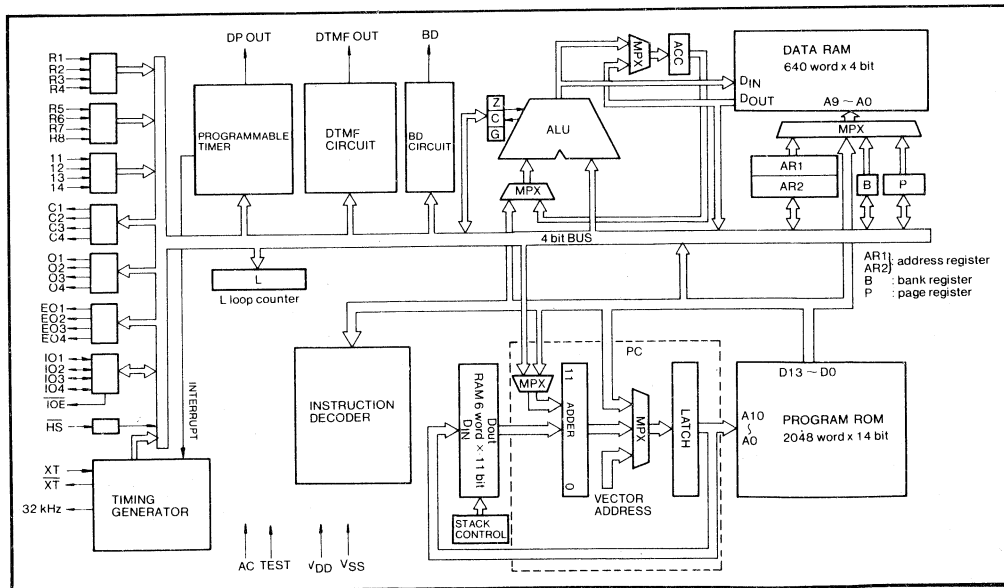 DP OUT
DTMF OUT
BD
R1
R2
R3
R4
R5
R6
R7
R8
11
12
13
14
C1
C2
C3
C4
O1
O2
O3
O4
EO1
EO2
EO3
EO4
IO1
IO2
IO3
IO4
IOE
HS
XT
XT
32 kHz
PROGRAMMABLE
TIMER
DTMF
CIRCUIT
BD
CIRCUIT
Z
C
G
ALU
MPX
MPX
ACC
DATA RAM
640 word x 4 bit
DIN
DOUT
A9 ~ A0
MPX
AR1
AR2
B
P
4 bit BUS
L
L loop counter
AR1
AR2 } : address register
B : bank register
P : page register
INTERRUPT
TIMING
GENERATOR
INSTRUCTION
DECODER
AC TEST
VDD
VSS
RAM 6 word × 11 bit
DIN
Dout
STACK
CONTROL
PC
MPX
11
ADDER
0
MPX
LATCH
VECTOR
ADDRESS
D13 ~ D0
A10
~
A0
PROGRAM ROM
2048 word x 14 bit